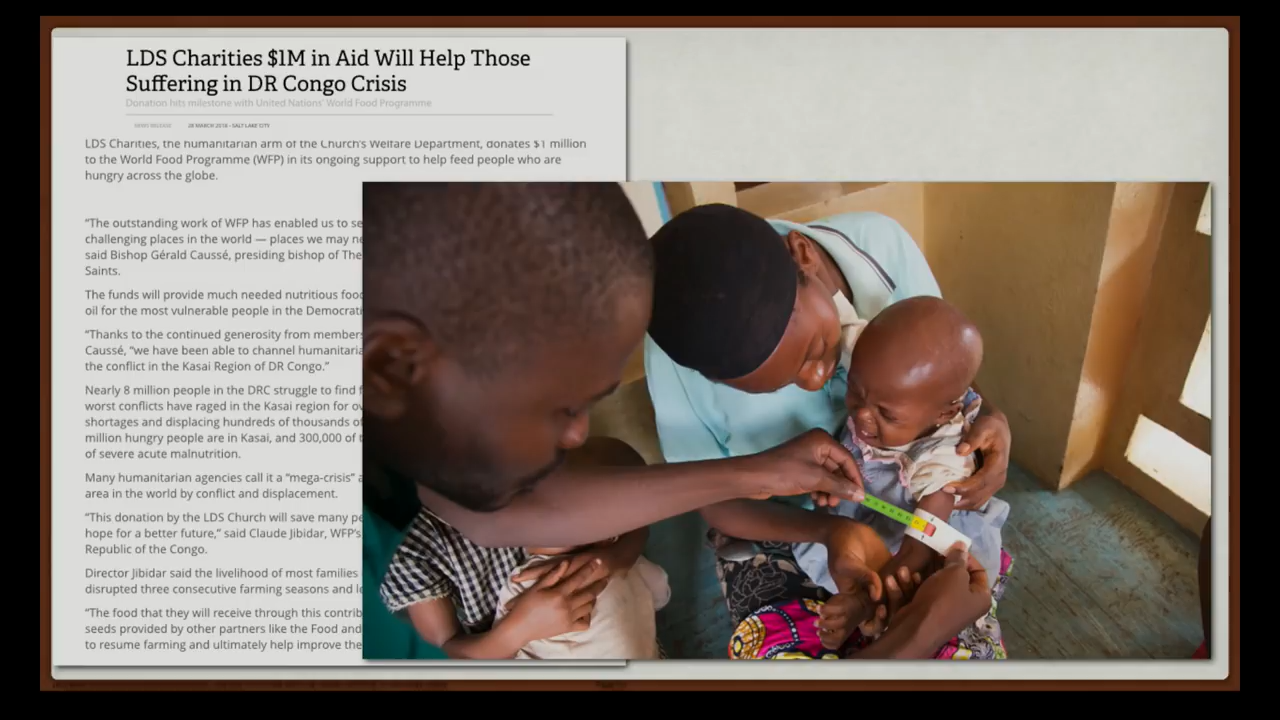 LDS Charities $1M in Aid Will Help Those
Suffering in DR Congo Crisis
Donation hits milestone with United Nations' World Food Programme
NEWS RELEASE 28 MARCH 2018 - SALT LAKE CITY
LDS Charities, the humanitarian arm of the Church's Welfare Department, donates $1 million
to the World Food Programme (WFP) in its ongoing support to help feed people who are
hungry across the globe.
“The outstanding work of WFP has enabled us to se
challenging places in the world — places we may ne
said Bishop Gérald Caussé, presiding bishop of The
Saints.
The funds will provide much needed nutritious food
oil for the most vulnerable people in the Democrati
“Thanks to the continued generosity from members
Caussé, “we have been able to channel humanitaria
the conflict in the Kasai Region of DR Congo.”
Nearly 8 million people in the DRC struggle to find f
worst conflicts have raged in the Kasai region for ov
shortages and displacing hundreds of thousands of
million hungry people are in Kasai, and 300,000 of t
of severe acute malnutrition.
Many humanitarian agencies call it a “mega-crisis” a
area in the world by conflict and displacement.
“This donation by the LDS Church will save many pe
hope for a better future,” said Claude Jibidar, WFP's
Republic of the Congo.
Director Jibidar said the livelihood of most families
disrupted three consecutive farming seasons and le
“The food that they will receive through this contrib
seeds provided by other partners like the Food and
to resume farming and ultimately help improve the